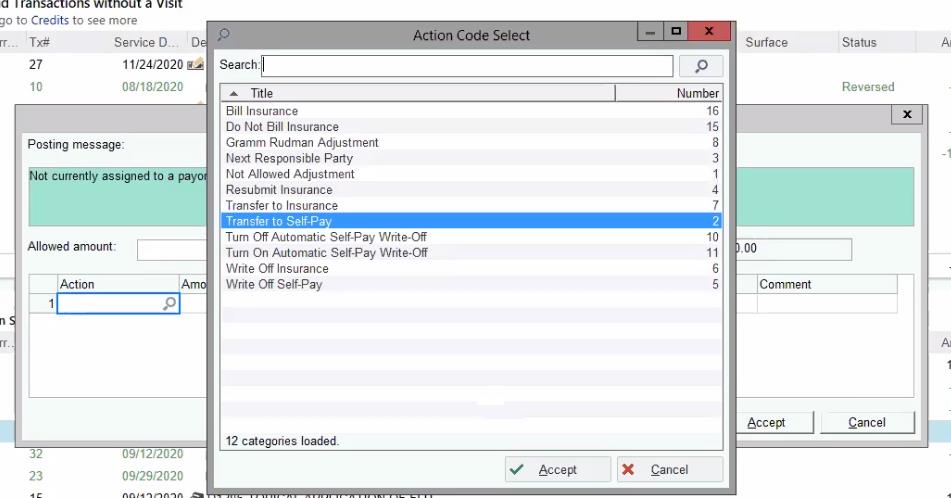 d Transactions without a Visit
go to Credits to see more
rr... Tx# Service D... De Surface Status
27 11/24/2020
10 08/18/2020 Reversed
Action Code Select
Search:
Title Number
Bill Insurance 16
Do Not Bill Insurance 15
Gramm Rudman Adjustment 8
Next Responsible Party 3
Not Allowed Adjustment 1
Resubmit Insurance 4
Transfer to Insurance 7
Transfer to Self-Pay 2
Turn Off Automatic Self-Pay Write-Off 10
Turn On Automatic Self-Pay Write-Off 11
Write Off Insurance 6
Write Off Self-Pay 5
12 categories loaded.
Accept Cancel
Posting message:
Not currently assigned to a payor
Allowed amount: 0.00
Action Amo Comment
1
Accept Cancel
32 09/12/2020
23 09/29/2020
15 09/12/2020